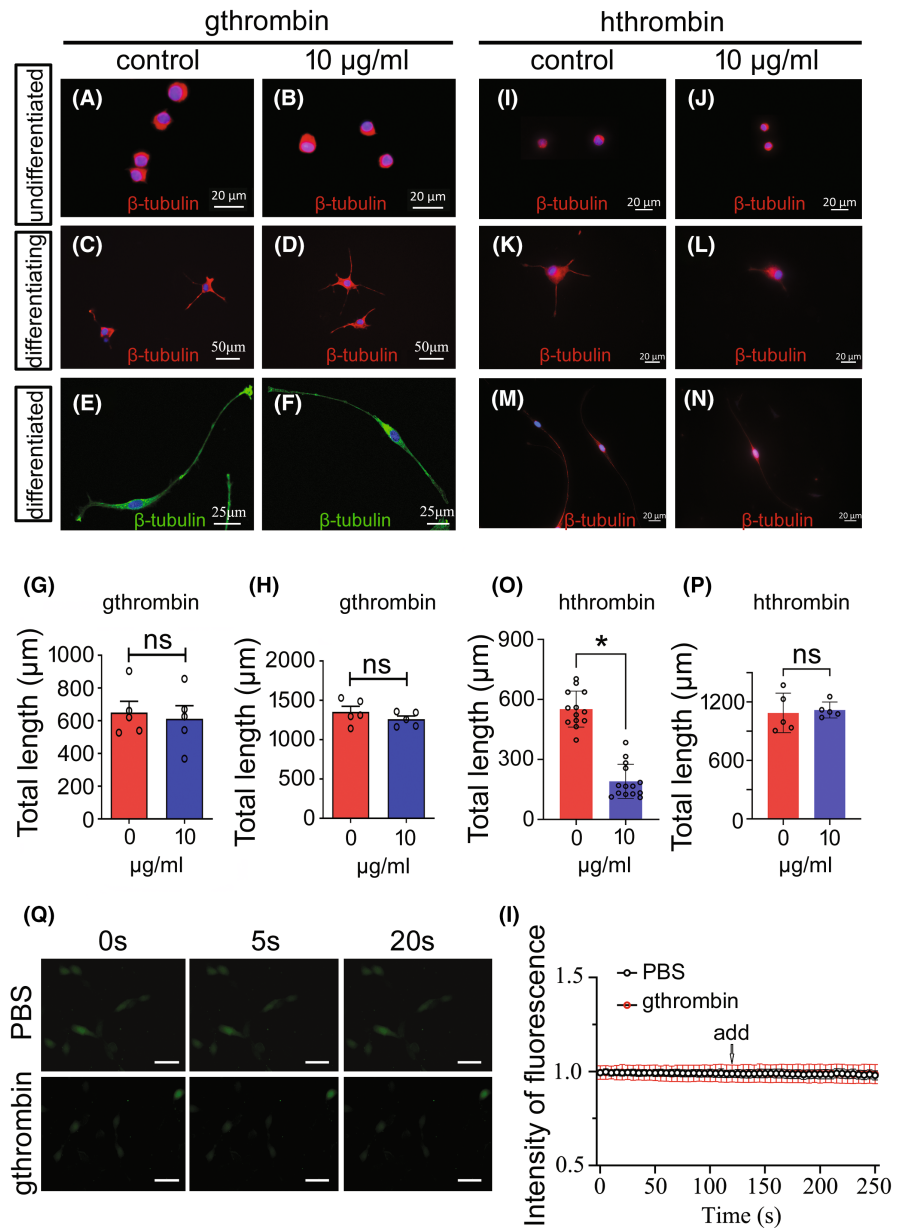 gthrombin
hthrombin
control
10 µg/ml
control
10 µg/ml
undifferentiated
(A)
(B)
(I)
(J)
20 µm
20 µm
20 µm
20 µm
β-tubulin
β-tubulin
β-tubulin
β-tubulin
differentiating
(C)
(D)
(K)
(L)
50µm
50µm
20 µm
20 µm
β-tubulin
β-tubulin
β-tubulin
β-tubulin
differentiated
(E)
(F)
(M)
(N)
25µm
25µm
20 µm
20 µm
β-tubulin
β-tubulin
β-tubulin
β-tubulin
(G)
gthrombin
Total length (µm)
1000
800
600
400
200
0
ns
0
10
µg/ml
(H)
gthrombin
Total length (µm)
2000
1500
1000
500
0
ns
0
10
µg/ml
(O)
hthrombin
Total length (µm)
900
600
300
0
*
0
10
µg/ml
(P)
hthrombin
Total length (µm)
1200
600
0
ns
0
10
µg/ml
(Q)
0s
5s
20s
PBS
gthrombin
(I)
Intensity of fluorescence
1.5
1.0
0.5
PBS
gthrombin
add
0
50
100
150
200
250
Time (s)